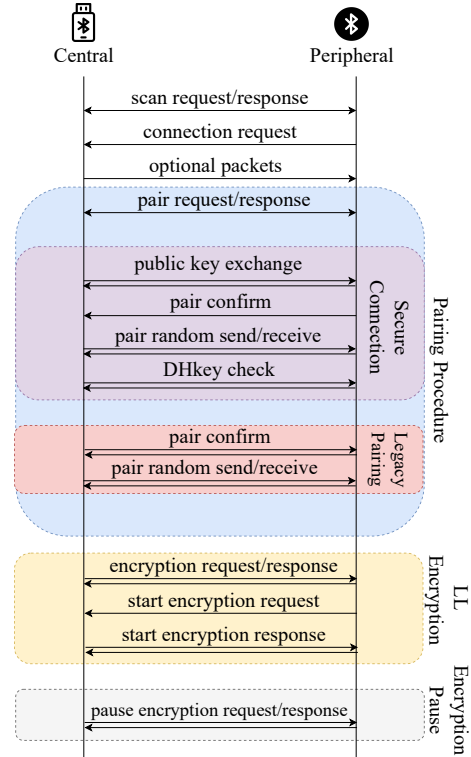 Central
Peripheral
scan request/response
connection request
optional packets
pair request/response
public key exchange
pair confirm
pair random send/receive
DHkey check
Secure
Connection
pair confirm
pair random send/receive
Legacy
Pairing
Pairing Procedure
encryption request/response
start encryption request
start encryption response
LL
Encryption
pause encryption request/response
Encryption
Pause